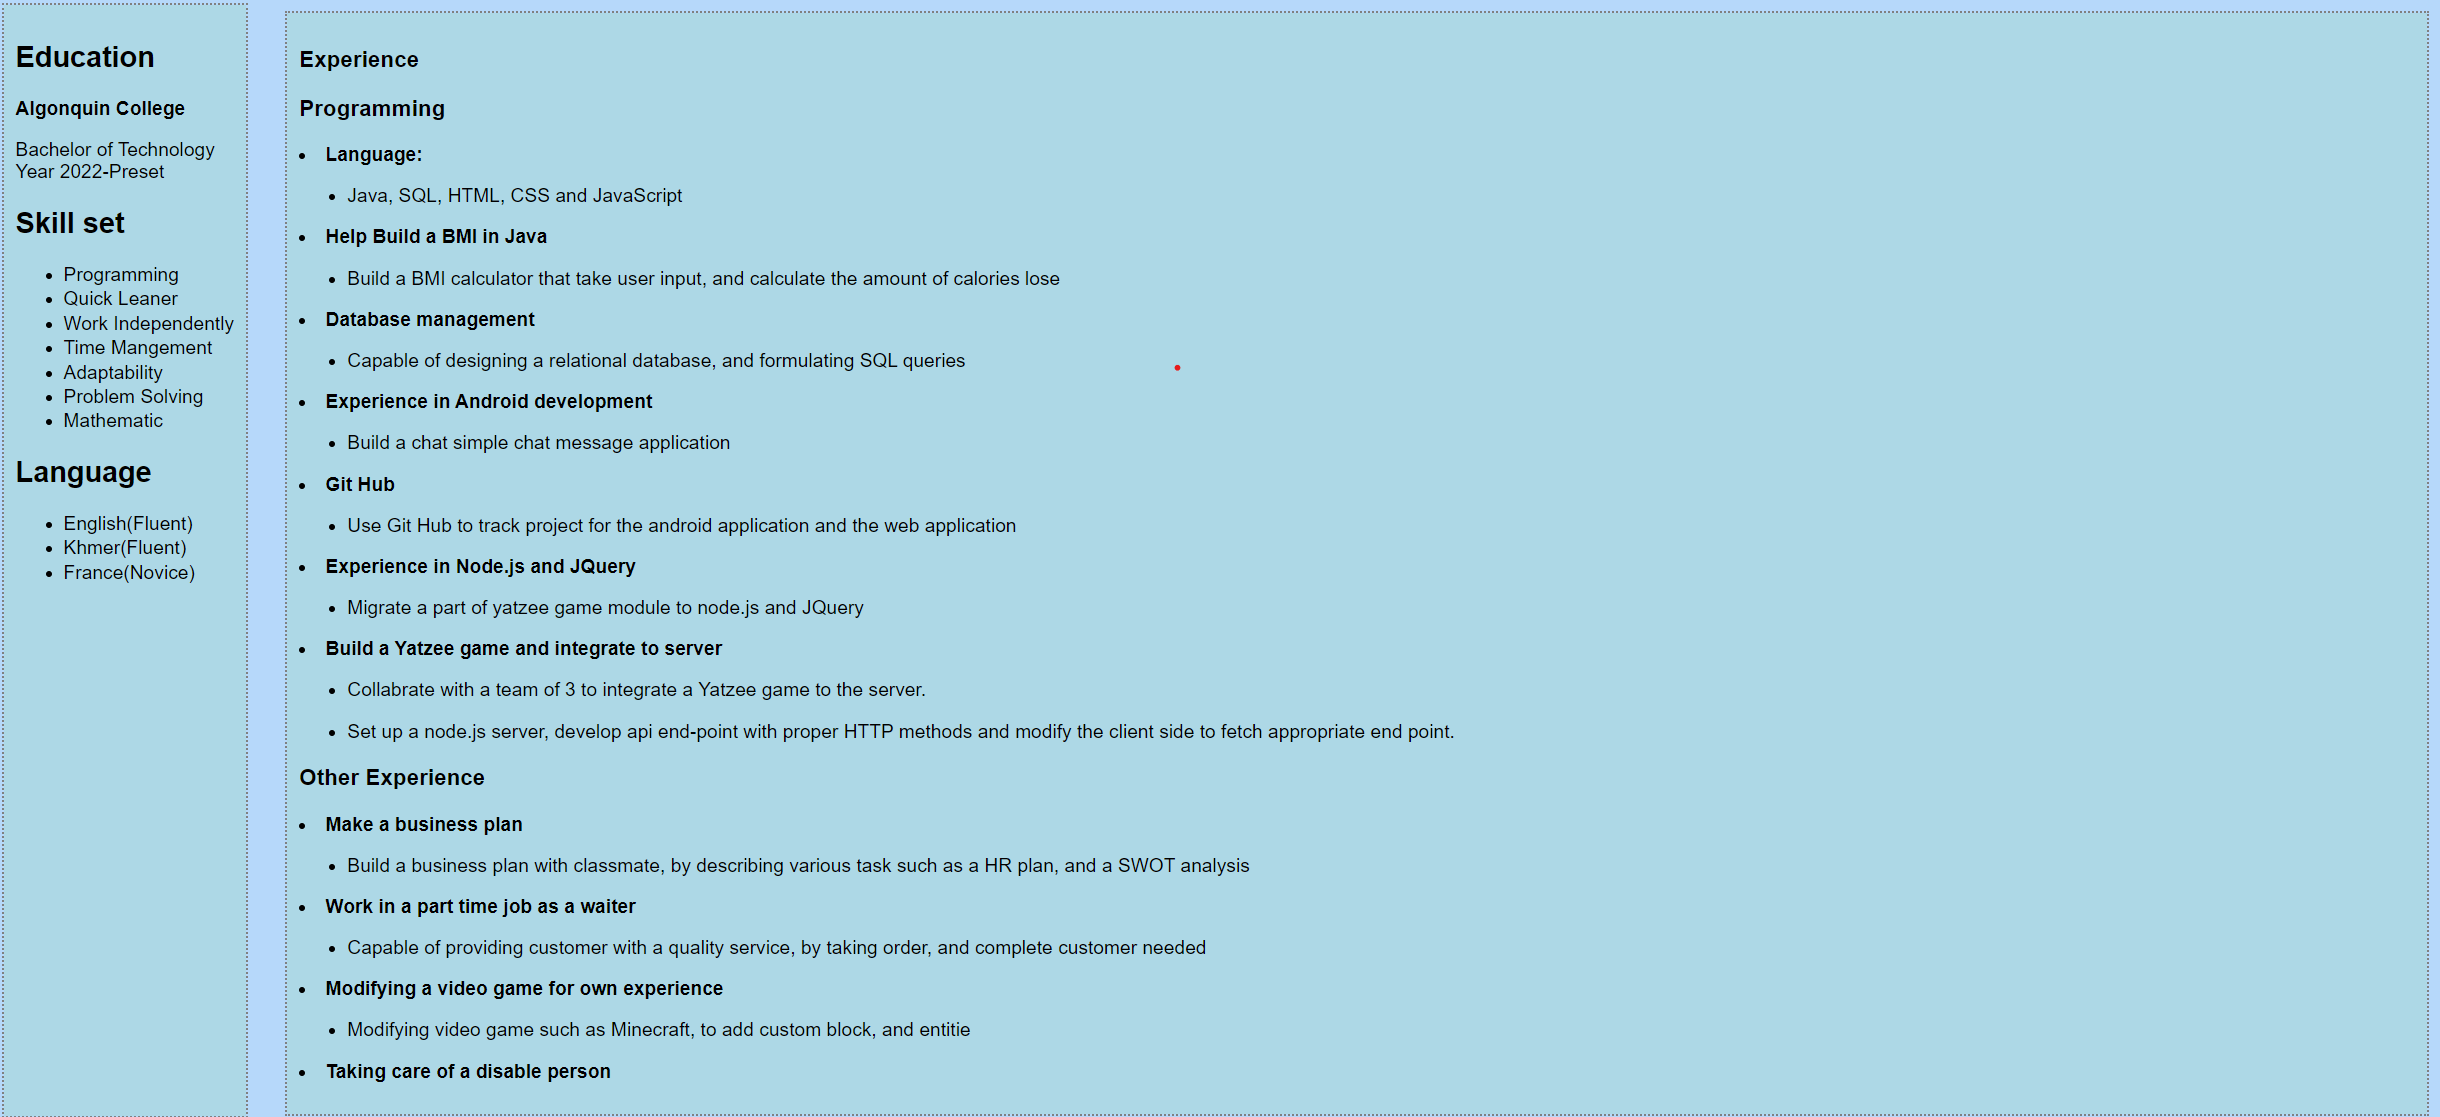 Education
Algonquin College
Bachelor of Technology
Year 2022-Preset
Skill set
Programming
Quick Leaner
Work Independently
Time Mangement
Adaptability
Problem Solving
Mathematic
Language
English(Fluent)
Khmer(Fluent)
France(Novice)
Experience
Programming
Language:
Java, SQL, HTML, CSS and JavaScript
Help Build a BMI in Java
Build a BMI calculator that take user input, and calculate the amount of calories lose
Database management
Capable of designing a relational database, and formulating SQL queries
Experience in Android development
Build a chat simple chat message application
Git Hub
Use Git Hub to track project for the android application and the web application
Experience in Node.js and JQuery
Migrate a part of yatzee game module to node.js and JQuery
Build a Yatzee game and integrate to server
Collabrate with a team of 3 to integrate a Yatzee game to the server.
Set up a node.js server, develop api end-point with proper HTTP methods and modify the client side to fetch appropriate end point.
Other Experience
Make a business plan
Build a business plan with classmate, by describing various task such as a HR plan, and a SWOT analysis
Work in a part time job as a waiter
Capable of providing customer with a quality service, by taking order, and complete customer needed
Modifying a video game for own experience
Modifying video game such as Minecraft, to add custom block, and entitie
Taking care of a disable person